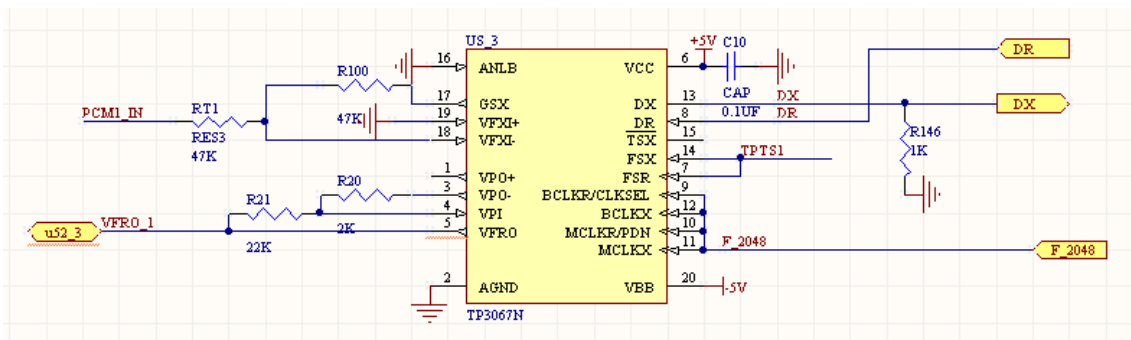 US_3
+5V
C10
DR
16
ANLB
VCC
6
R100
CAP
PCM1_IN
RT1
17
GSX
DX
13
DX
DX
0.1UF
DR
RES3
47K
19
VFXI+
DR
8
47K
18
VFXI-
TSX
15
R146
1K
FSX
14
TPTS1
1
VPO+
FSR
7
R20
3
VPO-
BCLKR/CLKSEL
9
R21
4
VPI
BCLKX
12
u52_3
VFRO_1
2K
5
VFRO
MCLKR/PDN
10
22K
MCLKX
11
F_2048
F_2048
2
AGND
VBB
20
-5V
TP3067N